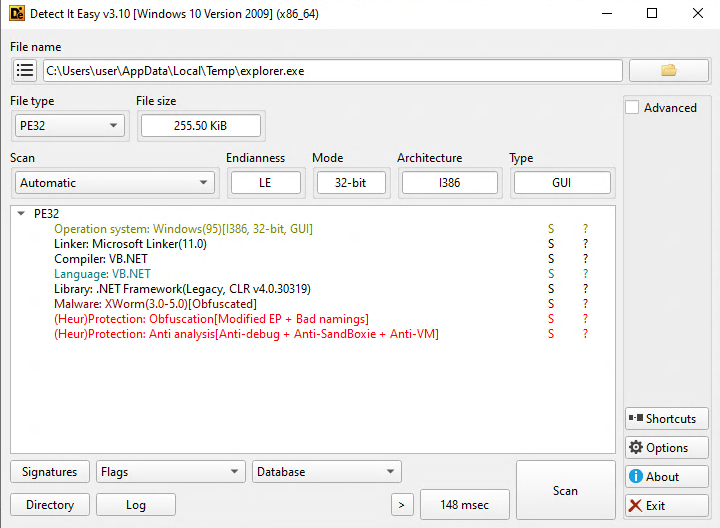 Detect It Easy v3.10 [Windows 10 Version 2009] (x86_64)
File name
C:\Users\user\AppData\Local\Temp\explorer.exe
File type
File size
Advanced
PE32
255.50 KiB
Scan
Endianness
Mode
Architecture
Type
Automatic
LE
32-bit
I386
GUI
PE32
Operation system: Windows(95)[I386, 32-bit, GUI] S ?
Linker: Microsoft Linker(11.0) S ?
Compiler: VB.NET S ?
Language: VB.NET S ?
Library: .NET Framework(Legacy, CLR v4.0.30319) S ?
Malware: XWorm(3.0-5.0)[Obfuscated] S ?
(Heur)Protection: Obfuscation[Modified EP + Bad namings] S ?
(Heur)Protection: Anti analysis[Anti-debug + Anti-SandBoxie + Anti-VM] S ?
Shortcuts
Options
Signatures
Flags
Database
Scan
About
Directory
Log
>
148 msec
Exit